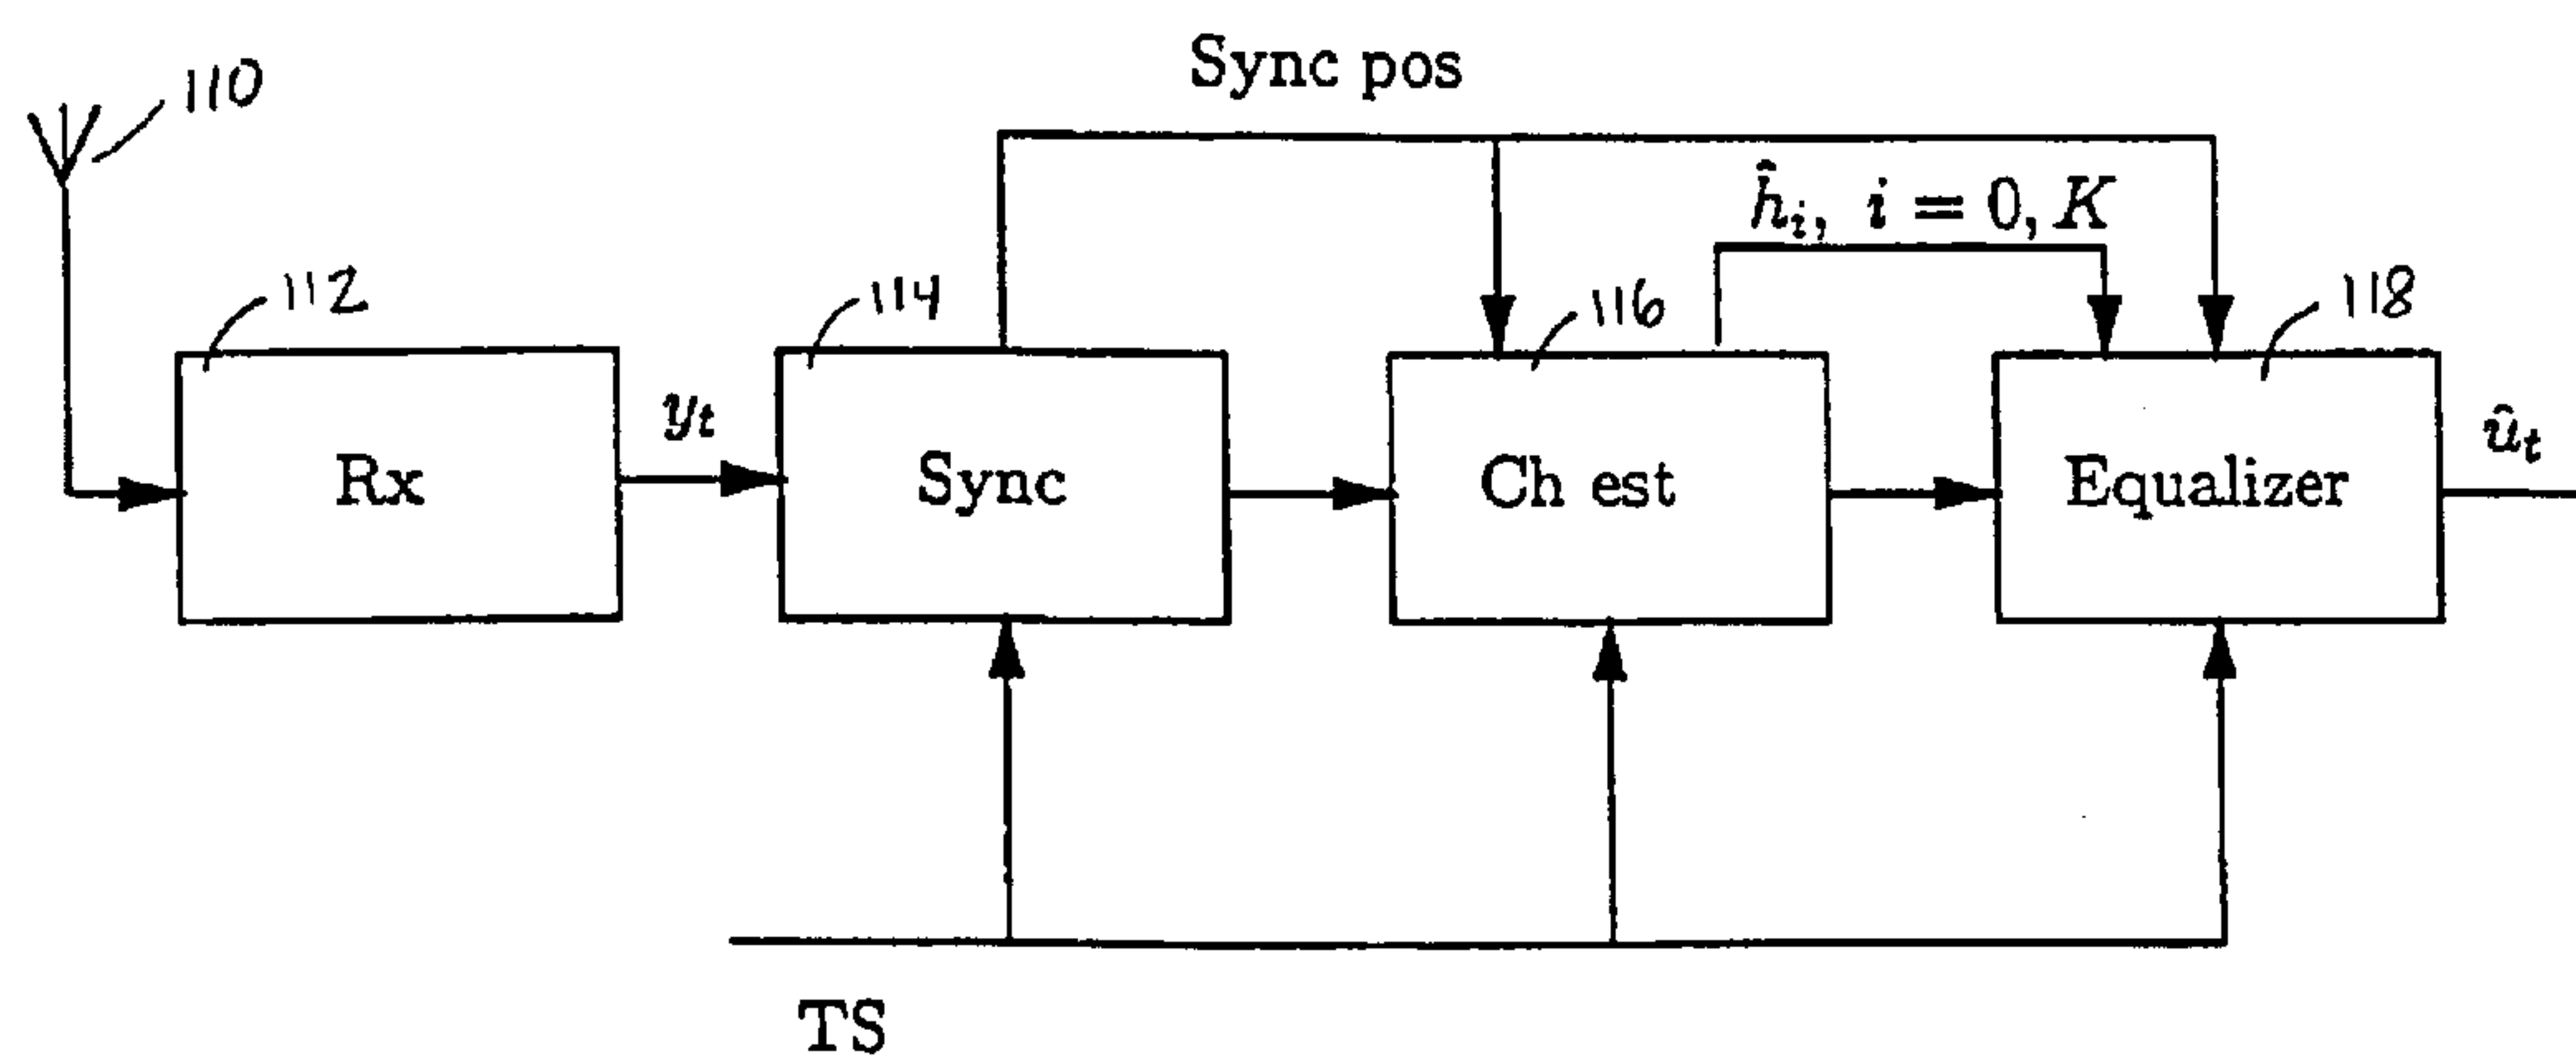 Sync pos
110
ĥᵢ, i = 0, K
112
114
116
118
yₜ
ûₜ
Rx
Sync
Ch est
Equalizer
TS